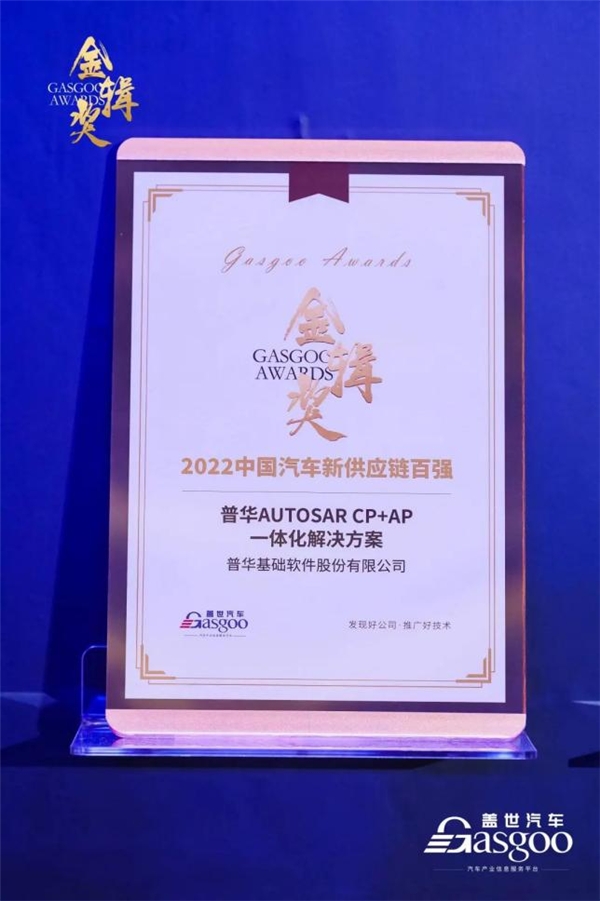 金辑奖
GASGOO
AWARDS
Gasgoo Awards
金辑奖
GASGOO
AWARDS
2022中国汽车新供应链百强
普华AUTOSAR CP+AP
一体化解决方案
普华基础软件股份有限公司
盖世汽车
Gasgoo
发现好公司·推广好技术
盖世汽车
Gasgoo
汽车产业信息服务平台